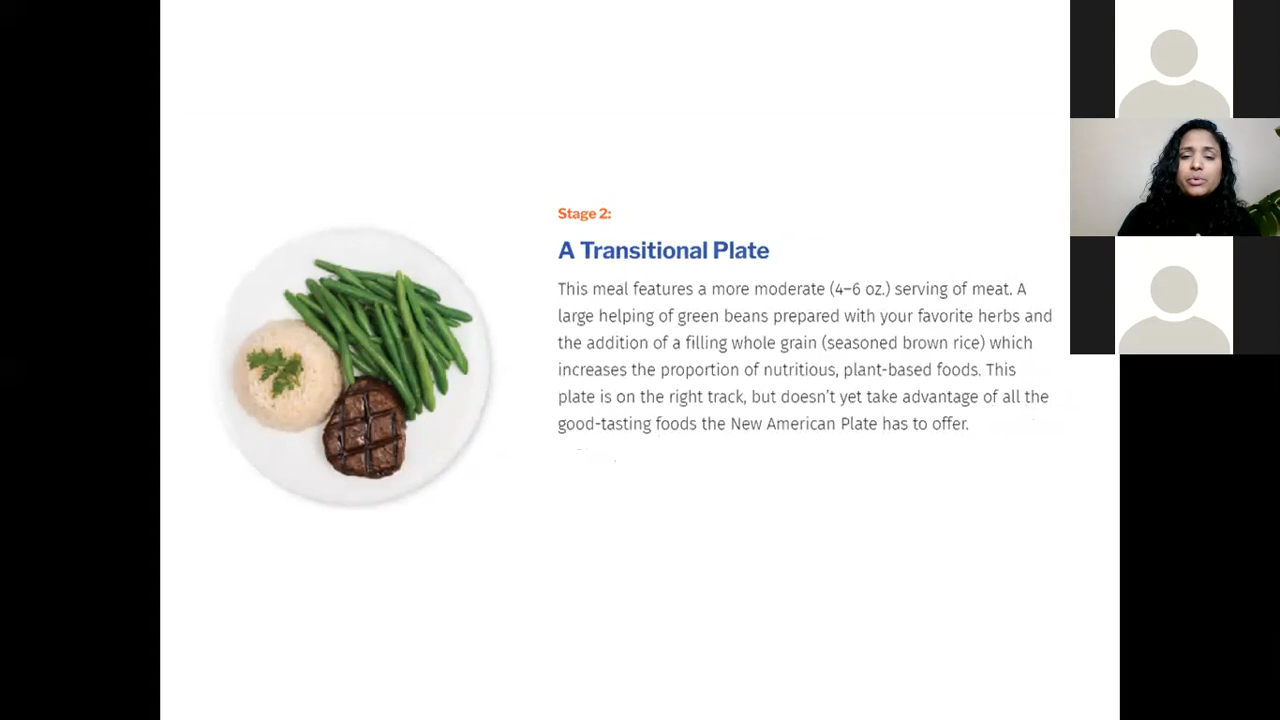 Stage 2:
A Transitional Plate
This meal features a more moderate (4–6 oz.) serving of meat. A
large helping of green beans prepared with your favorite herbs and
the addition of a filling whole grain (seasoned brown rice) which
increases the proportion of nutritious, plant-based foods. This
plate is on the right track, but doesn’t yet take advantage of all the
good-tasting foods the New American Plate has to offer.